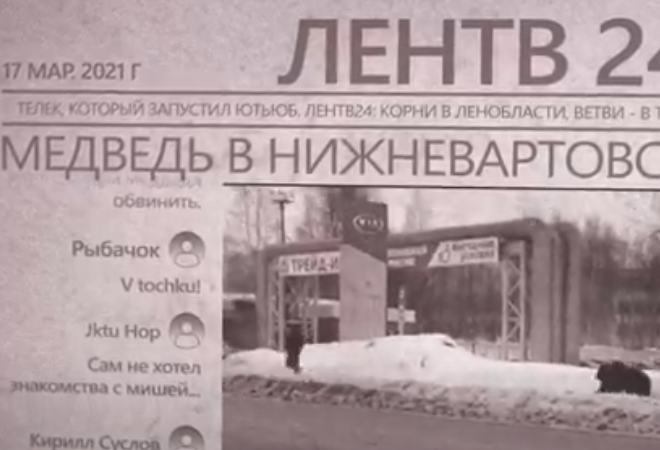 ЛЕНТВ 24
17 МАР. 2021 Г
ТЕЛЕК, КОТОРЫЙ ЗАПУСТИЛ ЮТЬЮБ. ЛЕНТВ24: КОРНИ В ЛЕНОБЛАСТИ, ВЕТВИ - В Т
МЕДВЕДЬ В НИЖНЕВАРТОВС
обвинить.
Рыбачок
V tochku!
Jktu Hop
Сам не хотел
знакомства с мишей...
Кирилл Суслов
KIA
ТРЕЙД-И